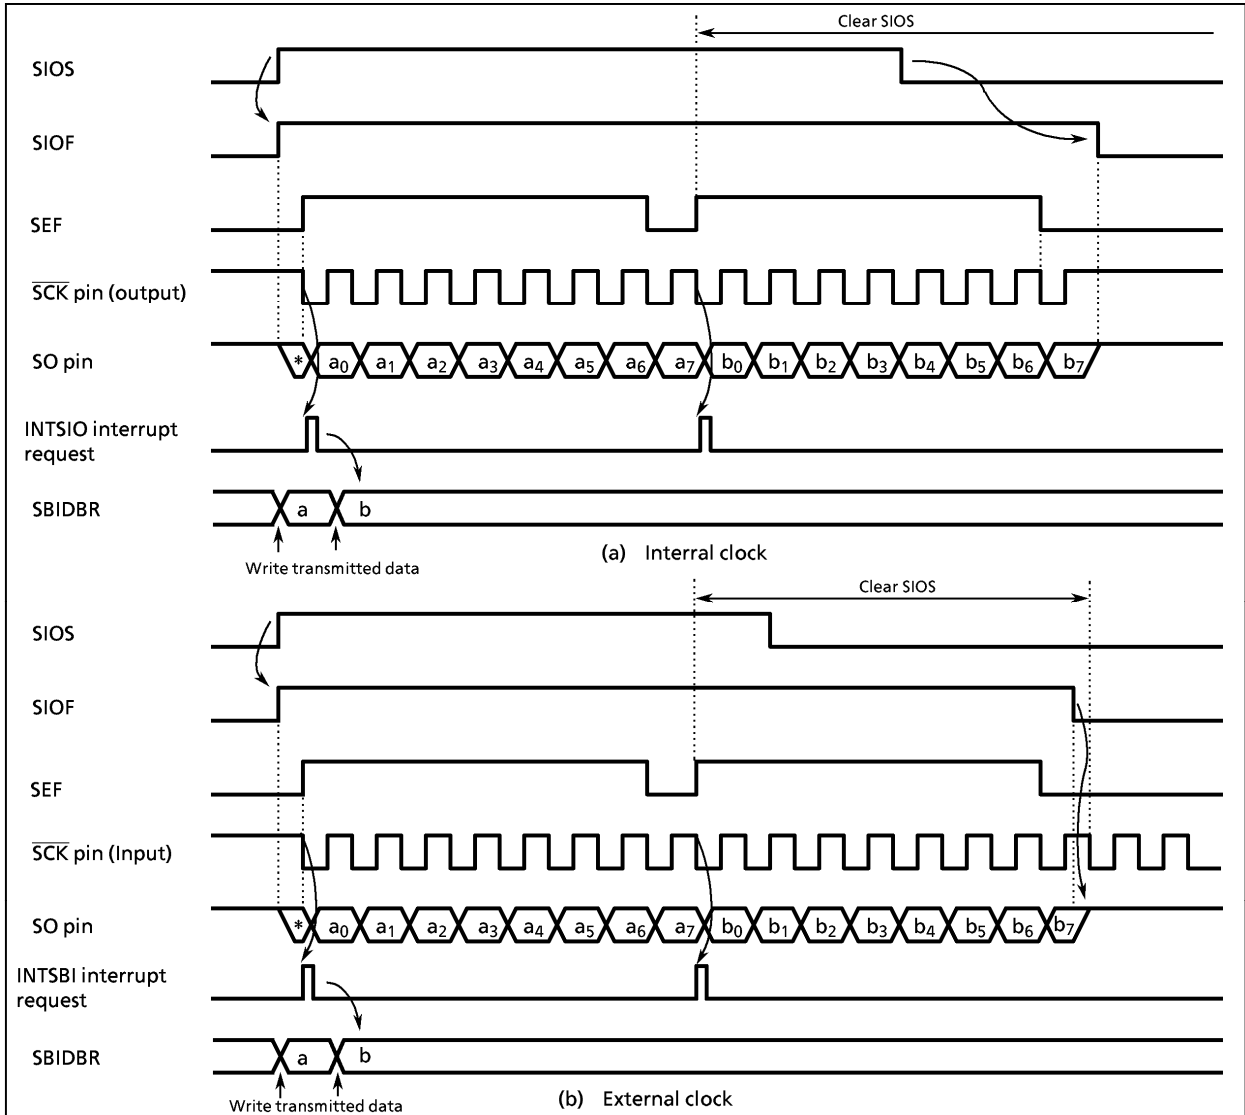 Clear SIOS
SIOS
SIOF
SEF
SCK pin (output)
SO pin
* a0 a1 a2 a3 a4 a5 a6 a7 b0 b1 b2 b3 b4 b5 b6 b7
INTSIO interrupt
request
SBIDBR
a b
Write transmitted data
(a) Interral clock
Clear SIOS
SIOS
SIOF
SEF
SCK pin (Input)
SO pin
* a0 a1 a2 a3 a4 a5 a6 a7 b0 b1 b2 b3 b4 b5 b6 b7
INTSBI interrupt
request
SBIDBR
a b
Write transmitted data
(b) External clock